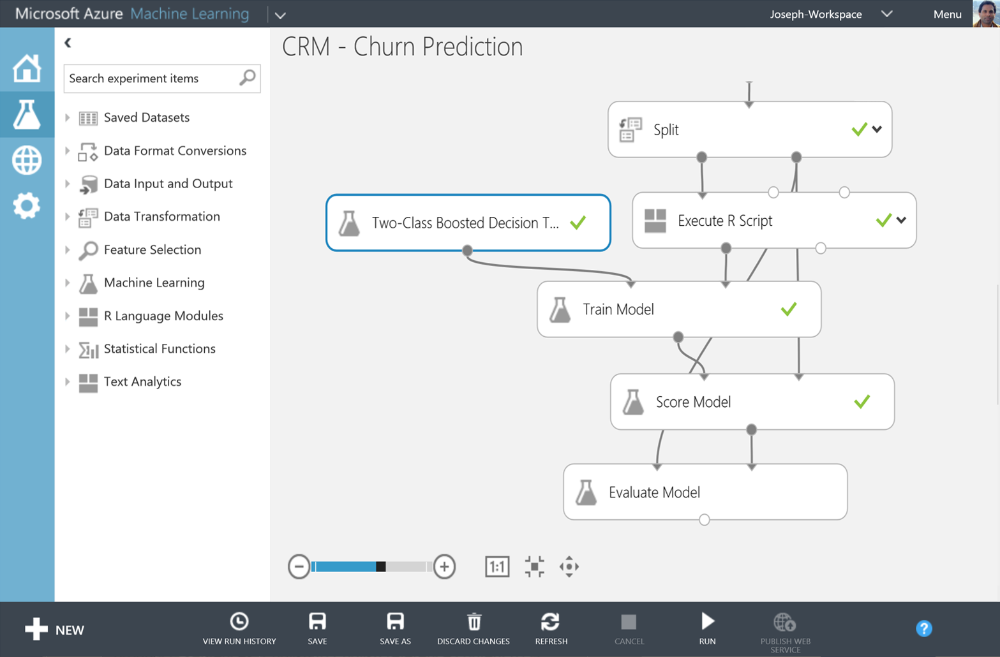 Microsoft Azure Machine Learning
Joseph-Workspace
Menu
CRM - Churn Prediction
Search experiment items
Saved Datasets
Data Format Conversions
Data Input and Output
Data Transformation
Feature Selection
Machine Learning
R Language Modules
Statistical Functions
Text Analytics
Split
Two-Class Boosted Decision T...
Execute R Script
Train Model
Score Model
Evaluate Model
1:1
NEW
VIEW RUN HISTORY
SAVE
SAVE AS
DISCARD CHANGES
REFRESH
CANCEL
RUN
PUBLISH WEB
SERVICE
?